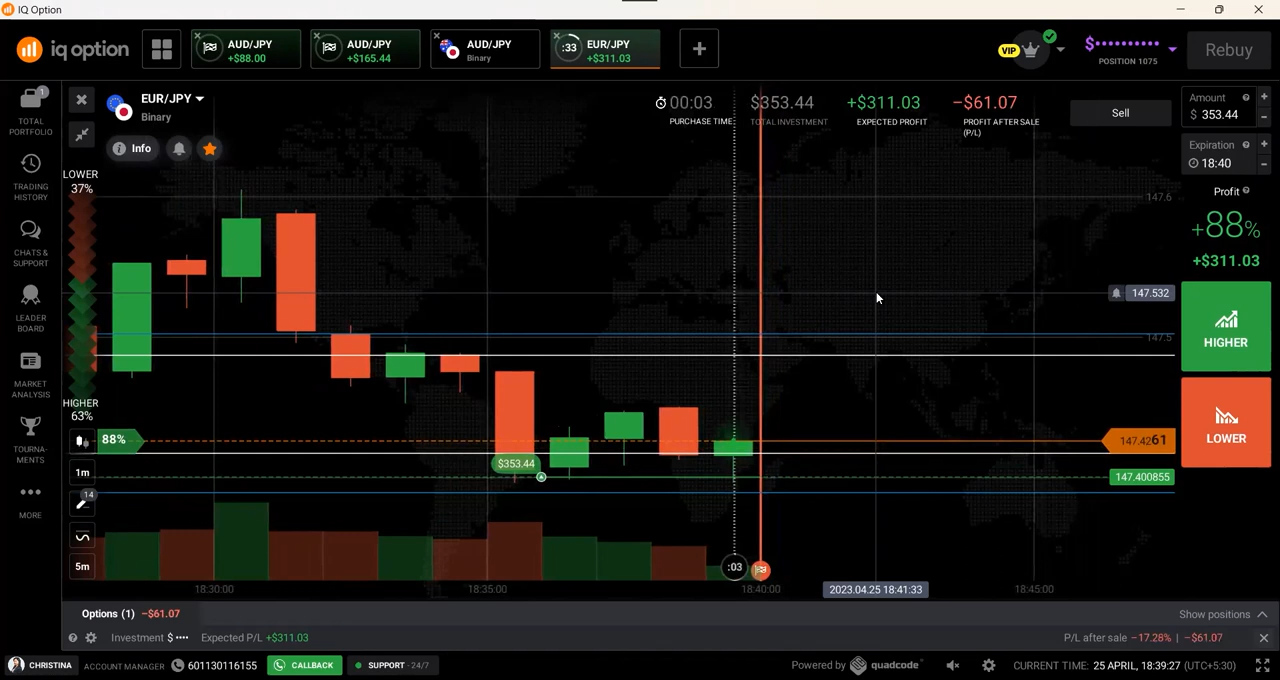 IQ Option
iq option
AUD/JPY
+$88.00
AUD/JPY
+$165.44
AUD/JPY
Binary
:33
EUR/JPY
+$311.03
+
VIP
$••••••••••
POSITION 1075
Rebuy
TOTAL
PORTFOLIO
1
TRADING
HISTORY
CHATS &
SUPPORT
LEADER
BOARD
MARKET
ANALYSIS
TOURNA-
MENTS
MORE
EUR/JPY
Binary
Info
00:03
PURCHASE TIME
$353.44
TOTAL INVESTMENT
+$311.03
EXPECTED PROFIT
−$61.07
PROFIT AFTER SALE
(P/L)
Sell
Amount
$ 353.44
Expiration
18:40
Profit
+88%
+$311.03
HIGHER
LOWER
LOWER
37%
HIGHER
63%
88%
1m
14
5m
147.6
147.532
147.5
147.4261
147.400855
$353.44
:03
18:30:00
18:35:00
18:40:00
2023.04.25 18:41:33
18:45:00
Options (1) −$61.07
Show positions
Investment $ ••••
Expected P/L +$311.03
P/L after sale −17.28% | −$61.07
CHRISTINA
ACCOUNT MANAGER
601130116155
CALLBACK
SUPPORT - 24/7
Powered by quadcode
CURRENT TIME: 25 APRIL, 18:39:27 (UTC+5:30)